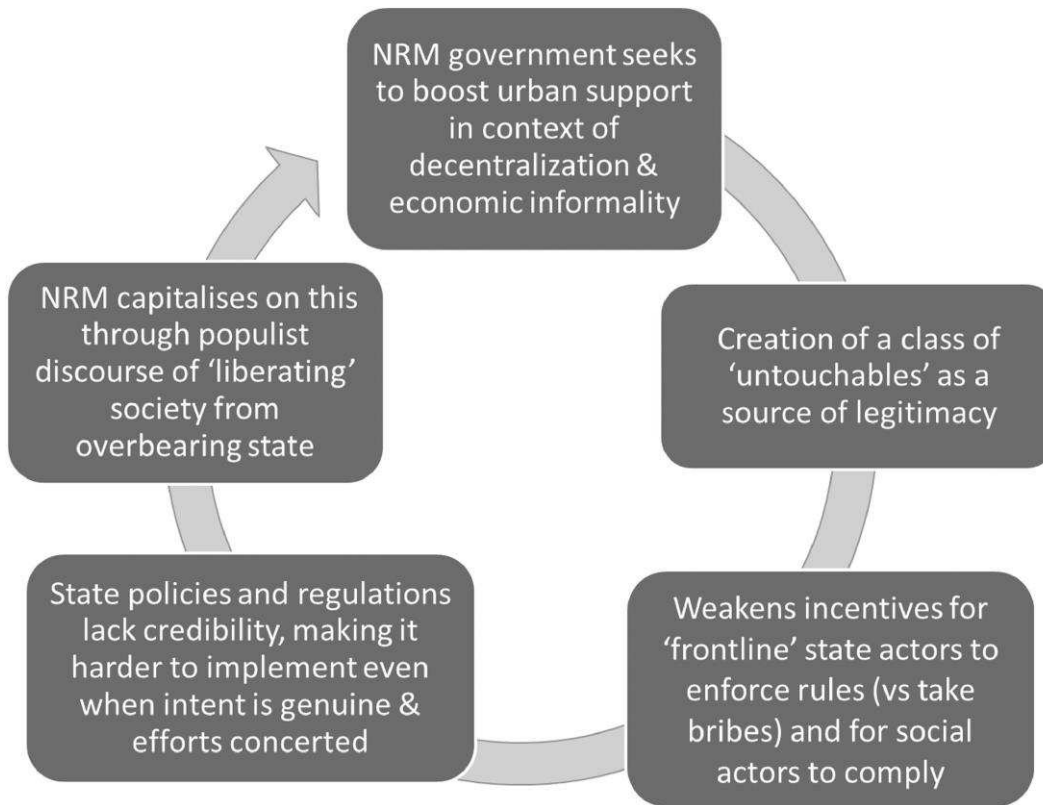 NRM government seeks
to boost urban support
in context of
decentralization &
economic informality
Creation of a class of
‘untouchables’ as a
source of legitimacy
Weakens incentives for
‘frontline’ state actors to
enforce rules (vs take
bribes) and for social
actors to comply
State policies and regulations
lack credibility, making it
harder to implement even
when intent is genuine &
efforts concerted
NRM capitalises on this
through populist
discourse of ‘liberating’
society from
overbearing state